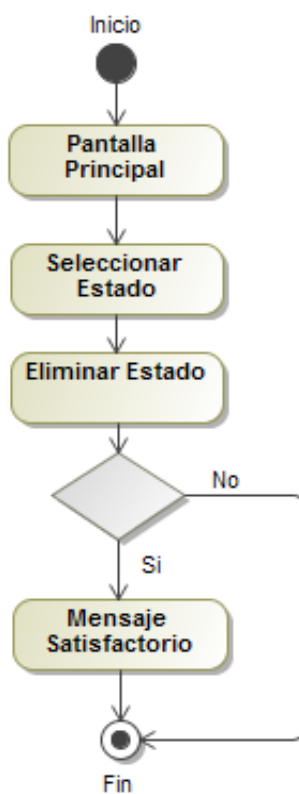 Inicio
Pantalla
Principal
Seleccionar
Estado
Eliminar Estado
No
Si
Mensaje
Satisfactorio
Fin